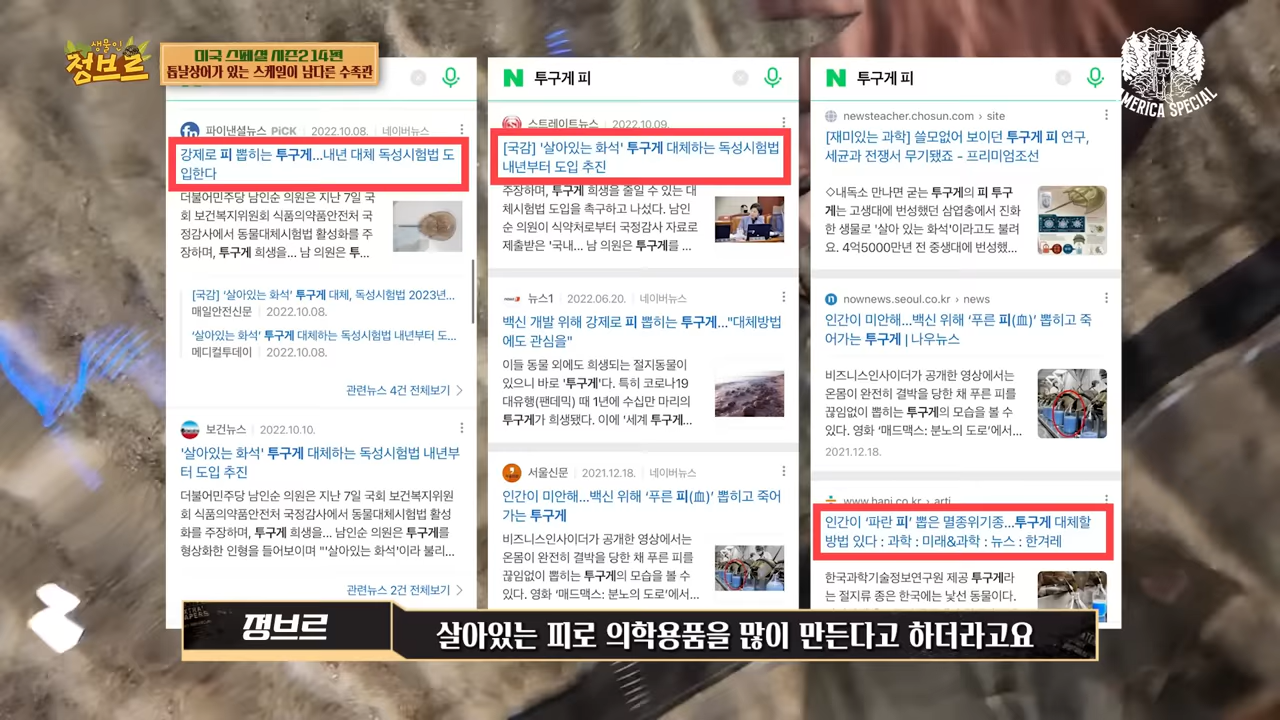 생물인
정브르
미국 스페셜 시즌2 14편
톱날상어가 있는 스케일이 남다른 수족관
AMERICA SPECIAL
파이낸셜뉴스 PiCK 2022.10.08. 네이버뉴스
강제로 피 뽑히는 투구게...내년 대체 독성시험법 도
입한다
더불어민주당 남인순 의원은 지난 7일 국
회 보건복지위원회 식품의약품안전처 국
정감사에서 동물대체시험법 활성화를 주
장하며, 투구게 희생을... 남 의원은 투...
[국감] '살아있는 화석' 투구게 대체, 독성시험법 2023년...
매일안전신문 2022.10.08.
'살아있는 화석' 투구게 대체하는 독성시험법 내년부터 도...
메디컬투데이 2022.10.08.
관련뉴스 4건 전체보기 >
보건뉴스 2022.10.10.
'살아있는 화석' 투구게 대체하는 독성시험법 내년부
터 도입 추진
더불어민주당 남인순 의원은 지난 7일 국회 보건복지위원
회 식품의약품안전처 국정감사에서 동물대체시험법 활성
화를 주장하며, 투구게 희생을... 남 의원은 투구게를
형상화한 인형을 들어보이며 "'살아있는 화석'이라 불리...
관련뉴스 2건 전체보기 >
N 투구게 피
스트레이트뉴스 2022.10.09.
[국감] '살아있는 화석' 투구게 대체하는 독성시험법
내년부터 도입 추진
주장하며, 투구게 희생을 줄일 수 있는 대
체시험법 도입을 촉구하고 나섰다. 남인
순 의원이 식약처로부터 국정감사 자료로
제출받은 '국내... 남 의원은 투구게를 ...
뉴스1 2022.06.20. 네이버뉴스
백신 개발 위해 강제로 피 뽑히는 투구게..."대체방법
에도 관심을"
이들 동물 외에도 희생되는 절지동물이
있으니 바로 '투구게'다. 특히 코로나19
대유행(팬데믹) 때 1년에 수십만 마리의
투구게가 희생됐다. 이에 '세계 투구게...
서울신문 2021.12.18. 네이버뉴스
인간이 미안해...백신 위해 ‘푸른 피(血)’ 뽑히고 죽어
가는 투구게
비즈니스인사이더가 공개한 영상에서는
온몸이 완전히 결박을 당한 채 푸른 피를
끊임없이 뽑히는 투구게의 모습을 볼 수
있다. 영화 ‘매드맥스: 분노의 도로’에서...
N 투구게 피
newsteacher.chosun.com › site
[재미있는 과학] 쓸모없어 보이던 투구게 피 연구,
세균과 전쟁서 무기됐죠 - 프리미엄조선
◇내독소 만나면 굳는 투구게의 피 투구
게는 고생대에 번성했던 삼엽충에서 진화
한 생물로 '살아 있는 화석'이라고도 불려
요. 4억5000만년 전 중생대에 번성했...
nownews.seoul.co.kr › news
인간이 미안해...백신 위해 ‘푸른 피(血)’ 뽑히고 죽
어가는 투구게 | 나우뉴스
비즈니스인사이더가 공개한 영상에서는
온몸이 완전히 결박을 당한 채 푸른 피를
끊임없이 뽑히는 투구게의 모습을 볼 수
있다. 영화 ‘매드맥스: 분노의 도로’에서...
2021.12.18.
www.hani.co.kr › arti
인간이 ‘파란 피’ 뽑은 멸종위기종...투구게 대체할
방법 있다 : 과학 : 미래&과학 : 뉴스 : 한겨레
한국과학기술정보연구원 제공 투구게라
는 절지류 종은 한국에는 낯선 동물이다.
쩡브르
살아있는 피로 의학용품을 많이 만든다고 하더라고요